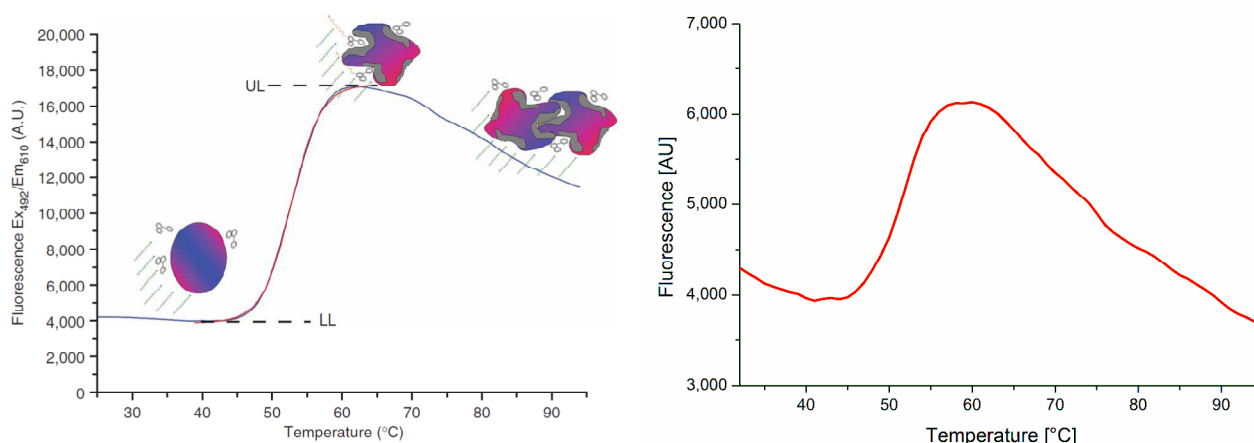 20,000
18,000
16,000
14,000
12,000
10,000
8,000
6,000
4,000
2,000
0
Fluorescence Ex492/Em610 (A.U.)
UL
LL
30 40 50 60 70 80 90
Temperature (°C)
7,000
6,000
5,000
4,000
3,000
Fluorescence [AU]
40 50 60 70 80 90
Temperature [°C]